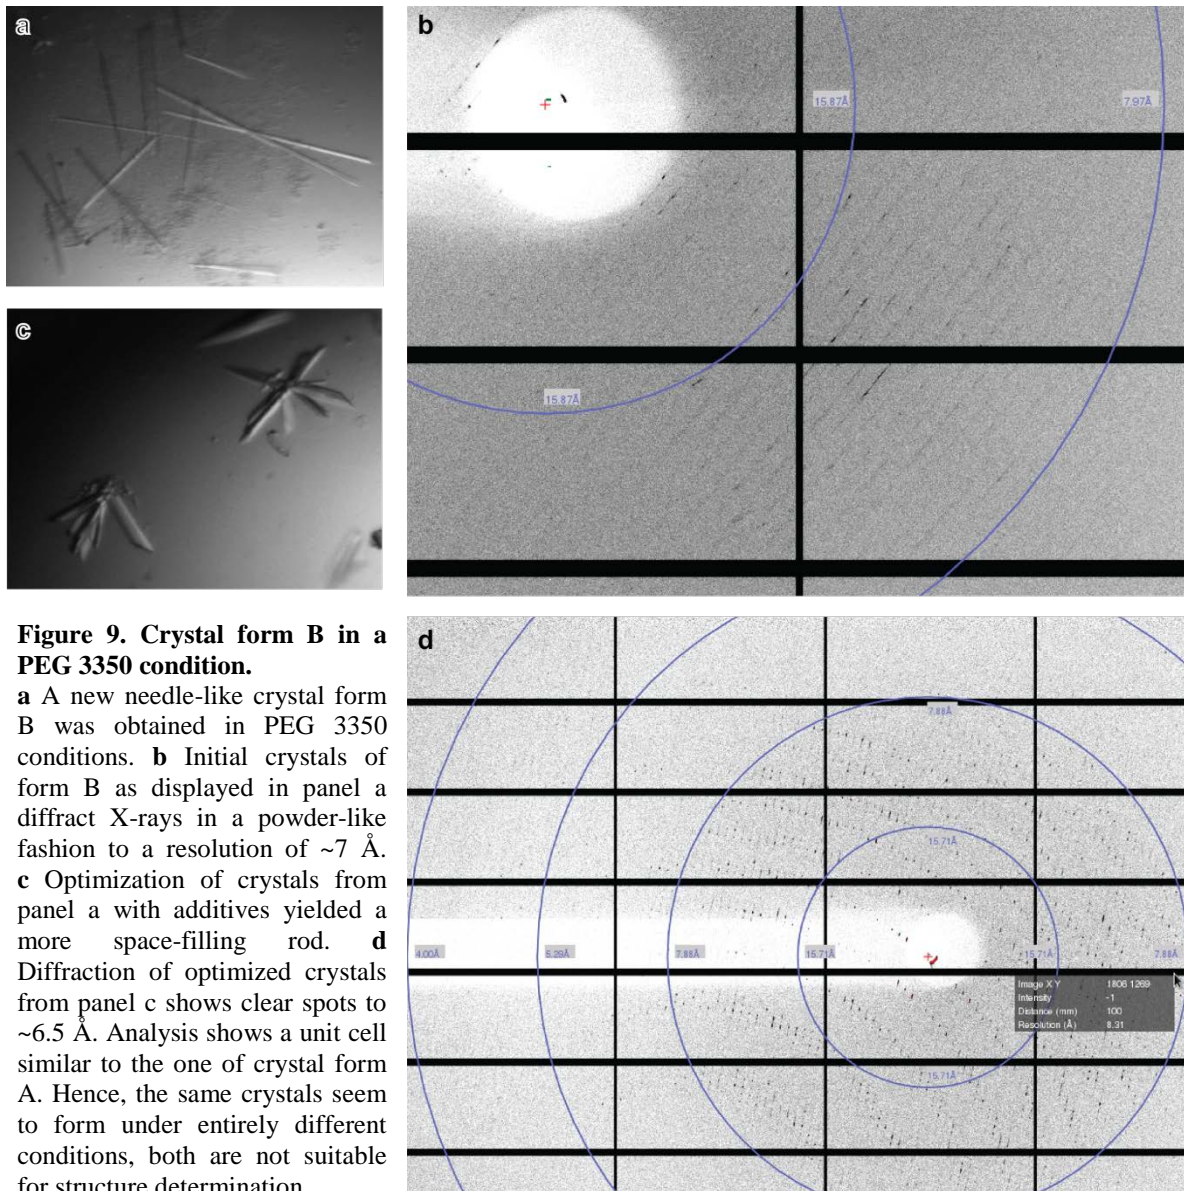 a
b
15.87Å
7.97Å
15.87Å
c
Figure 9. Crystal form B in a
PEG 3350 condition.
a A new needle-like crystal form
B was obtained in PEG 3350
conditions. b Initial crystals of
form B as displayed in panel a
diffract X-rays in a powder-like
fashion to a resolution of ~7 Å.
c Optimization of crystals from
panel a with additives yielded a
more space-filling rod. d
Diffraction of optimized crystals
from panel c shows clear spots to
~6.5 Å. Analysis shows a unit cell
similar to the one of crystal form
A. Hence, the same crystals seem
to form under entirely different
conditions, both are not suitable
for structure determination
d
7.88Å
15.71Å
4.00Å 5.29Å 7.88Å 15.71Å 15.71Å 7.88Å
Image X Y 1806 1269
Intensity -1
Distance (mm) 100
Resolution (Å) 8.31
15.71Å